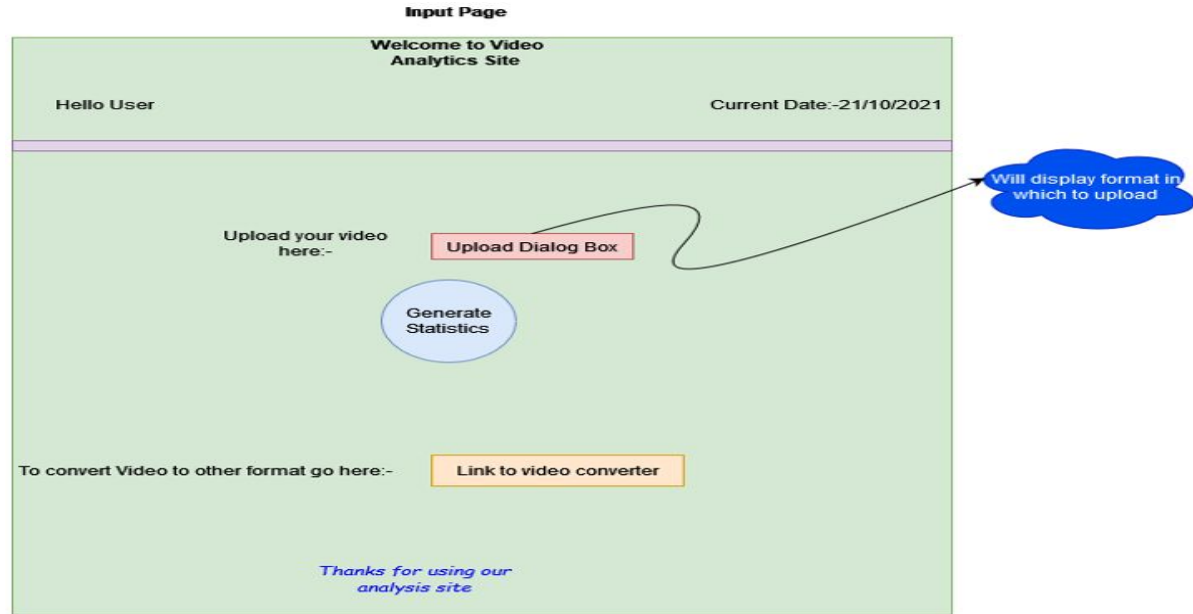 Input Page
Welcome to Video
Analytics Site
Hello User
Current Date:-21/10/2021
Will display format in
which to upload
Upload your video
here:-
Upload Dialog Box
Generate
Statistics
To convert Video to other format go here:-
Link to video converter
Thanks for using our
analysis site